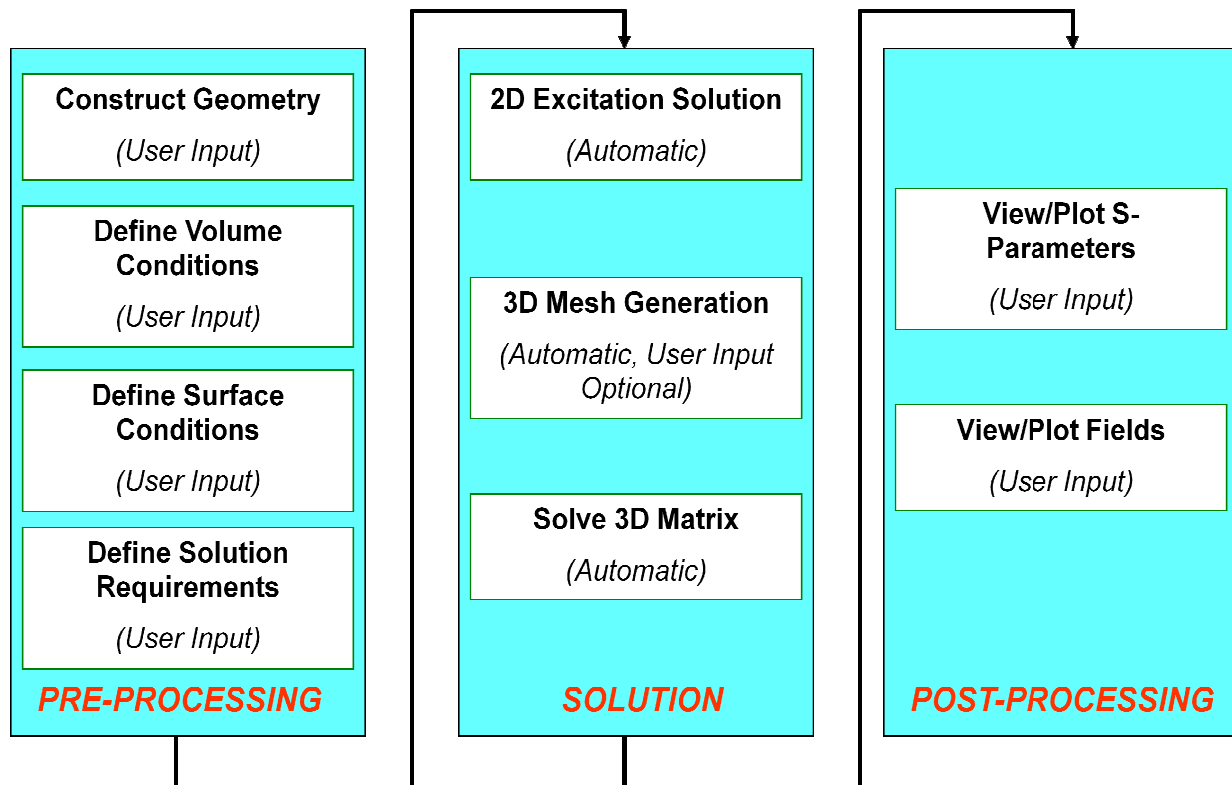 Construct Geometry
(User Input)
Define Volume
Conditions
(User Input)
Define Surface
Conditions
(User Input)
Define Solution
Requirements
(User Input)
PRE-PROCESSING
2D Excitation Solution
(Automatic)
3D Mesh Generation
(Automatic, User Input
Optional)
Solve 3D Matrix
(Automatic)
SOLUTION
View/Plot S-
Parameters
(User Input)
View/Plot Fields
(User Input)
POST-PROCESSING